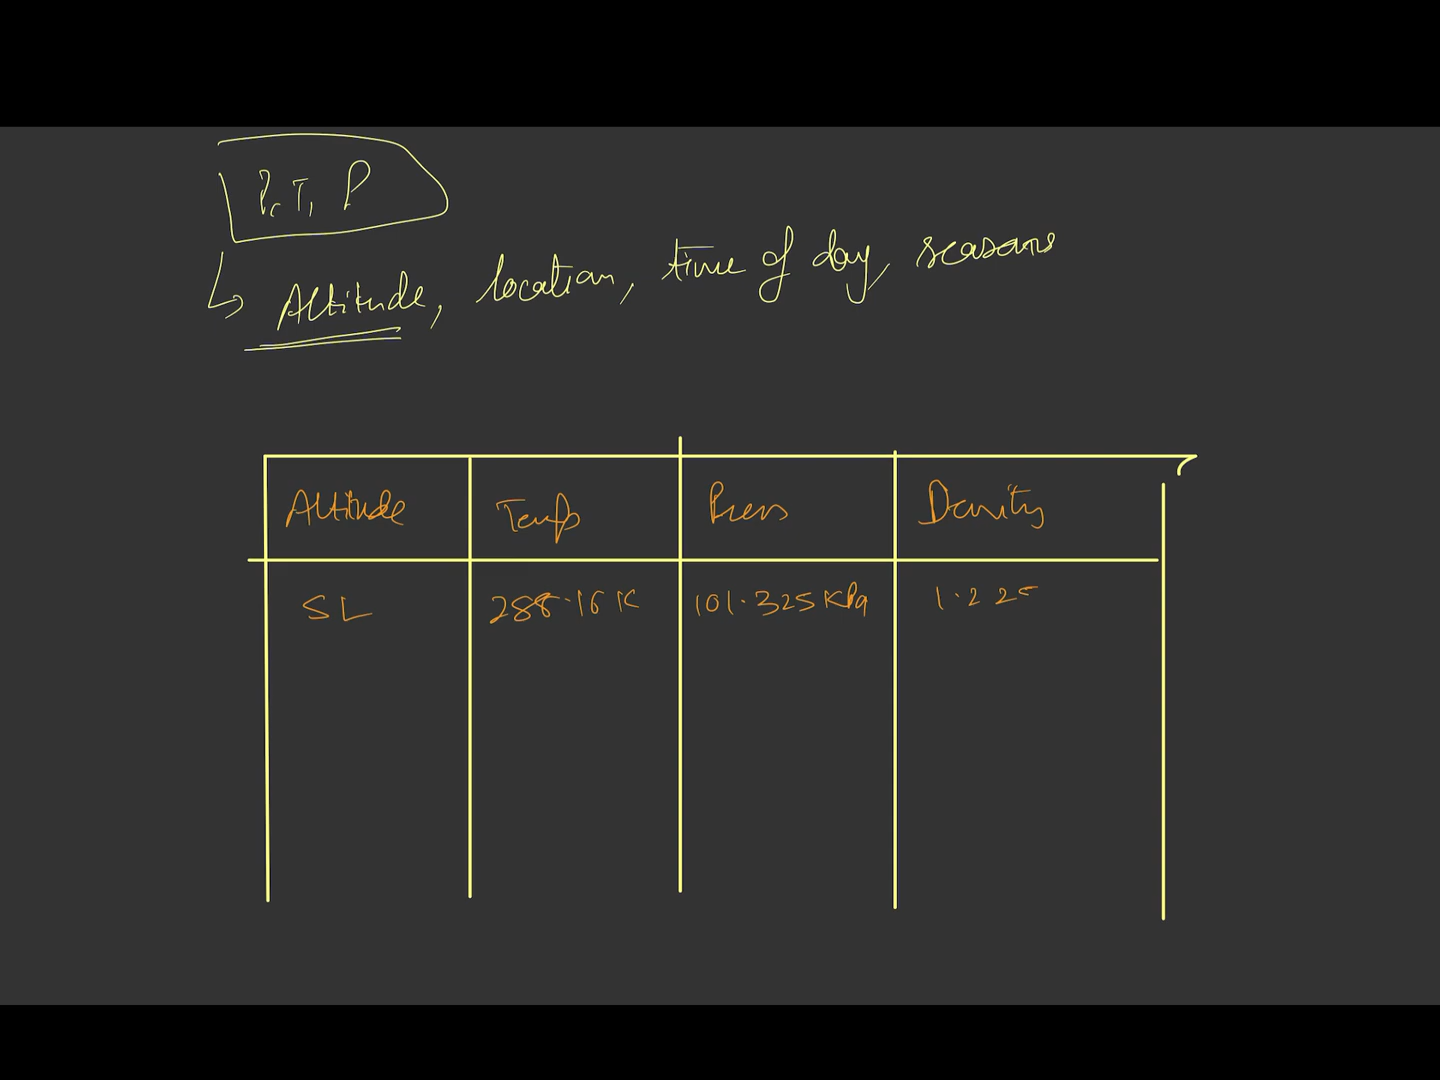 P, T, ρ
Altitude, location, time of day, seasons
Altitude Temp Press Density
SL 288.16 K 101.325 KPa 1.225